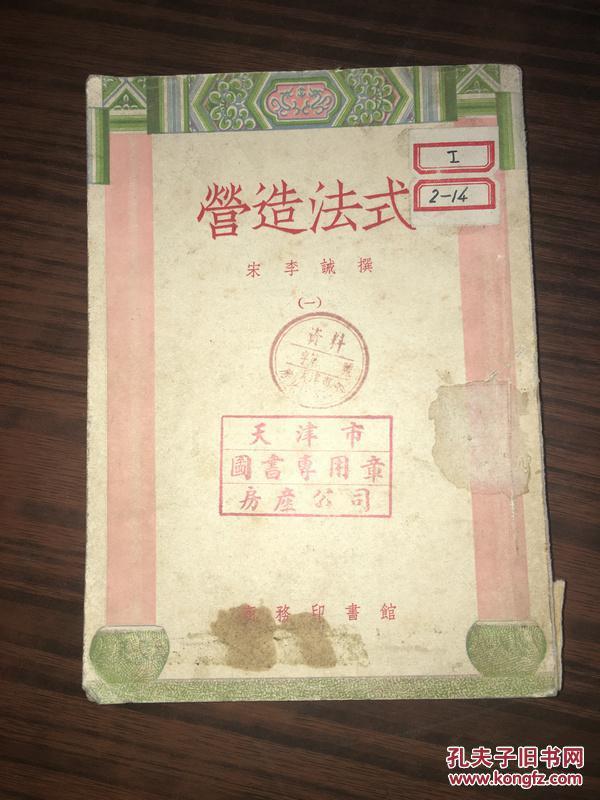 I
2-14
營造法式
宋李誡撰
(一)
資料
天津市
圖書專用章
房產公司
商務印書館
孔夫子旧书网
www.kongfz.com